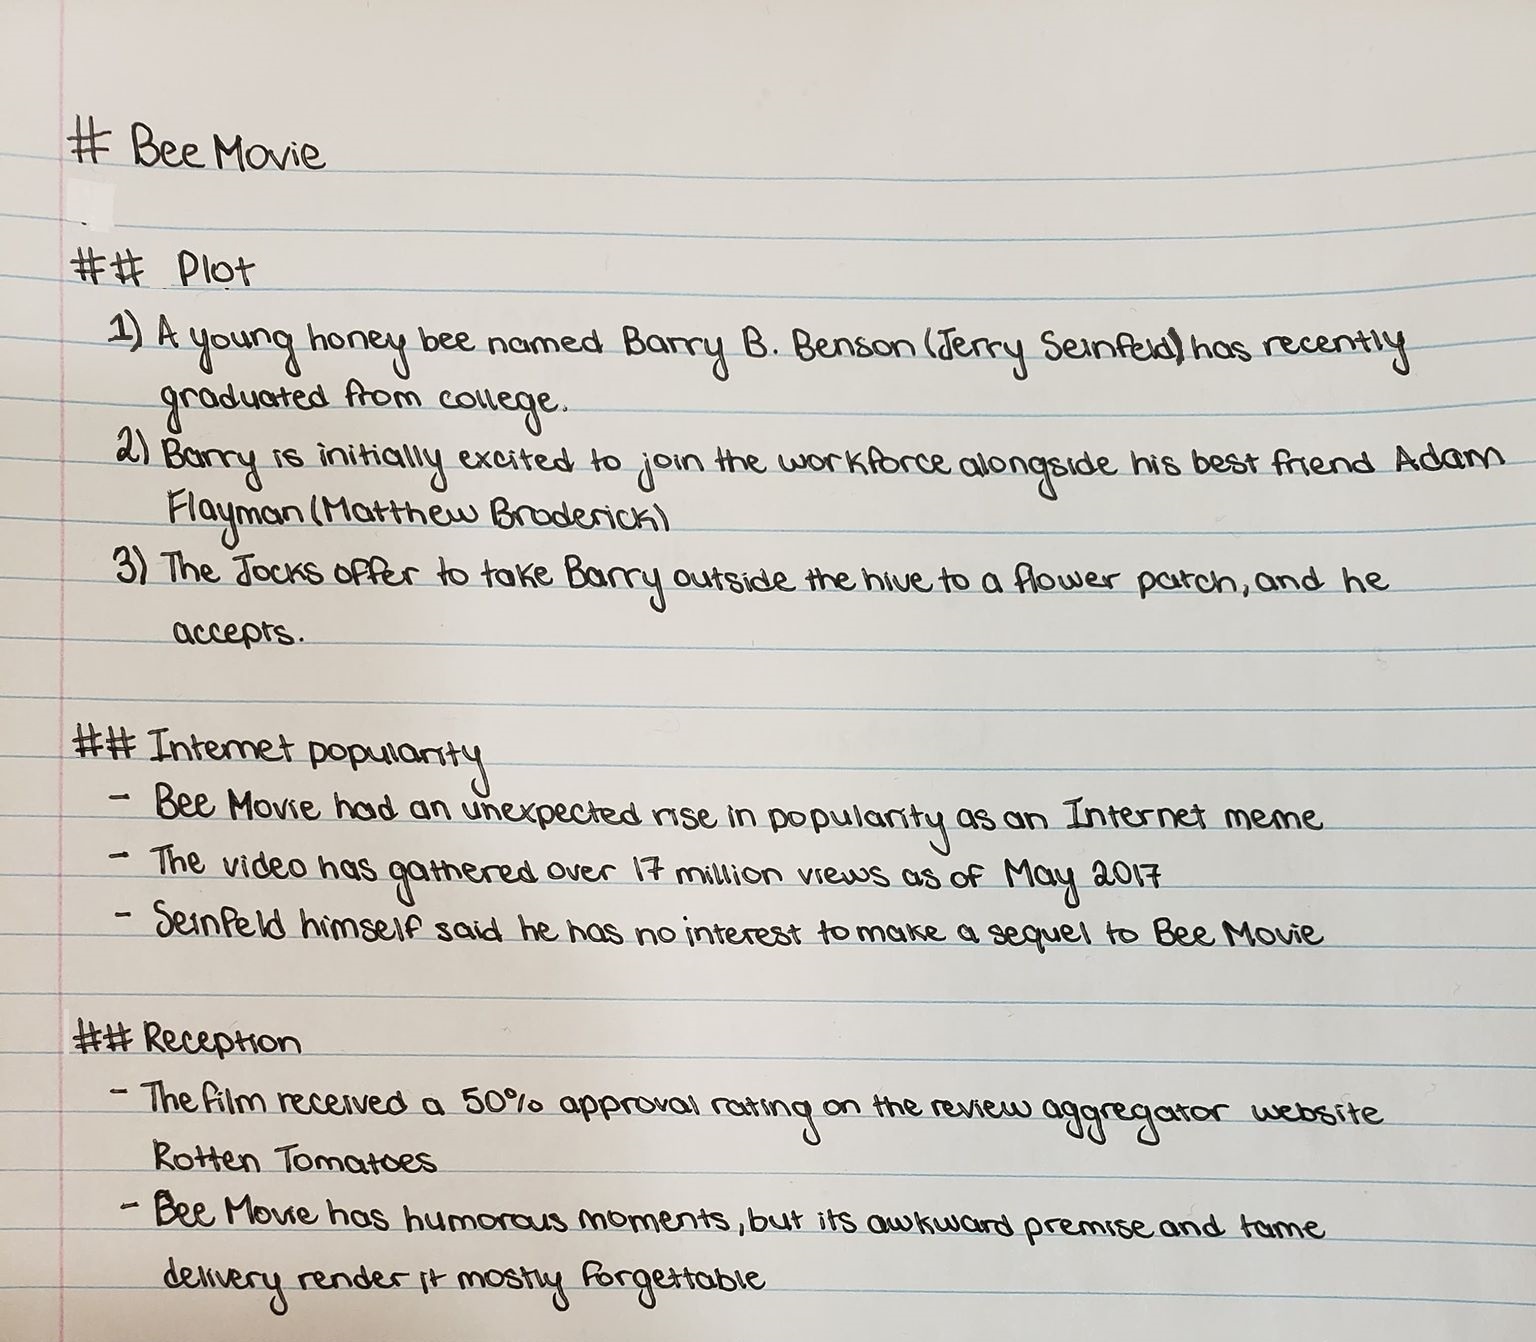 # Bee Movie
## Plot
1) A young honey bee named Barry B. Benson (Jerry Seinfeld) has recently
graduated from college.
2) Barry is initially excited to join the workforce alongside his best friend Adam
Flayman (Matthew Broderick)
3) The Jocks offer to take Barry outside the hive to a flower patch, and he
accepts.
## Internet popularity
- Bee Movie had an unexpected rise in popularity as an Internet meme
- The video has gathered over 17 million views as of May 2017
- Seinfeld himself said he has no interest to make a sequel to Bee Movie
## Reception
- The film received a 50% approval rating on the review aggregator website
Rotten Tomatoes
- Bee Movie has humorous moments, but its awkward premise and tame
delivery render it mostly forgettable